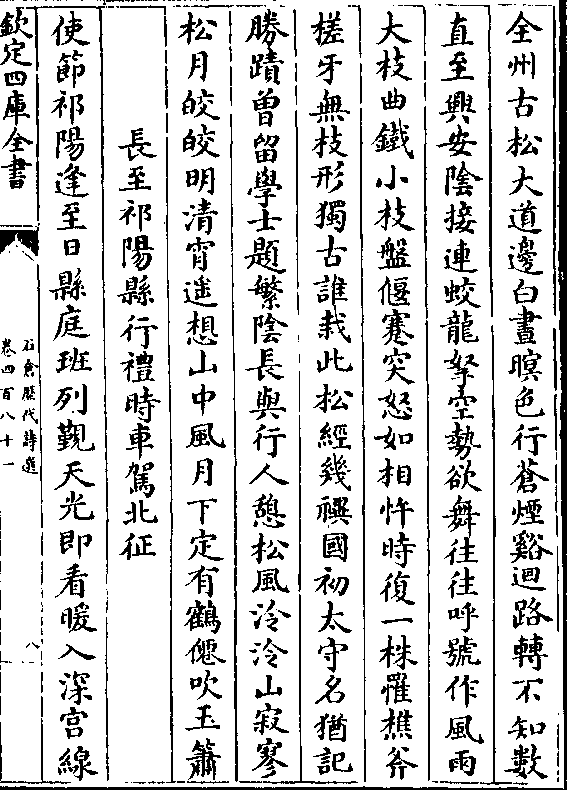 全州古松大道邊白晝暝色行蒼煙谿迴路轉不知數
直至興安陰接連蛟龍拏空勢欲舞往往呼號作風雨
大枝曲鐵小枝盤偃蹇突怒如相忤時復一株罹樵斧
槎牙無枝形獨古誰栽此松經幾禩國初太守名猶記
勝蹟曾留學士題繁陰長與行人憩松風泠泠山寂寥
松月皎皎明清宵遥想山中風月下定有鶴僊吹玉簫
長至祁陽縣行禮時車駕北征
使節祁陽逢至日縣庭班列覲天光即看暖入深宫線
欽定四庫全書
石倉歷代詩選
卷四百八十一
八